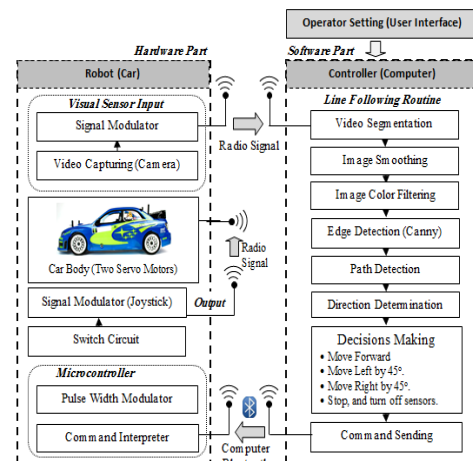 Operator Setting (User Interface)
Hardware Part
Software Part
Robot (Car)
Visual Sensor Input
Signal Modulator
Video Capturing (Camera)
Radio Signal
Car Body (Two Servo Motors)
Radio
Signal
Signal Modulator (Joystick)
Output
Switch Circuit
Microcontroller
Pulse Width Modulator
Command Interpreter
Computer
Controller (Computer)
Line Following Routine
Video Segmentation
Image Smoothing
Image Color Filtering
Edge Detection (Canny)
Path Detection
Direction Determination
Decisions Making
• Move Forward
• Move Left by 45°.
• Move Right by 45°.
• Stop, and turn off sensors.
Command Sending